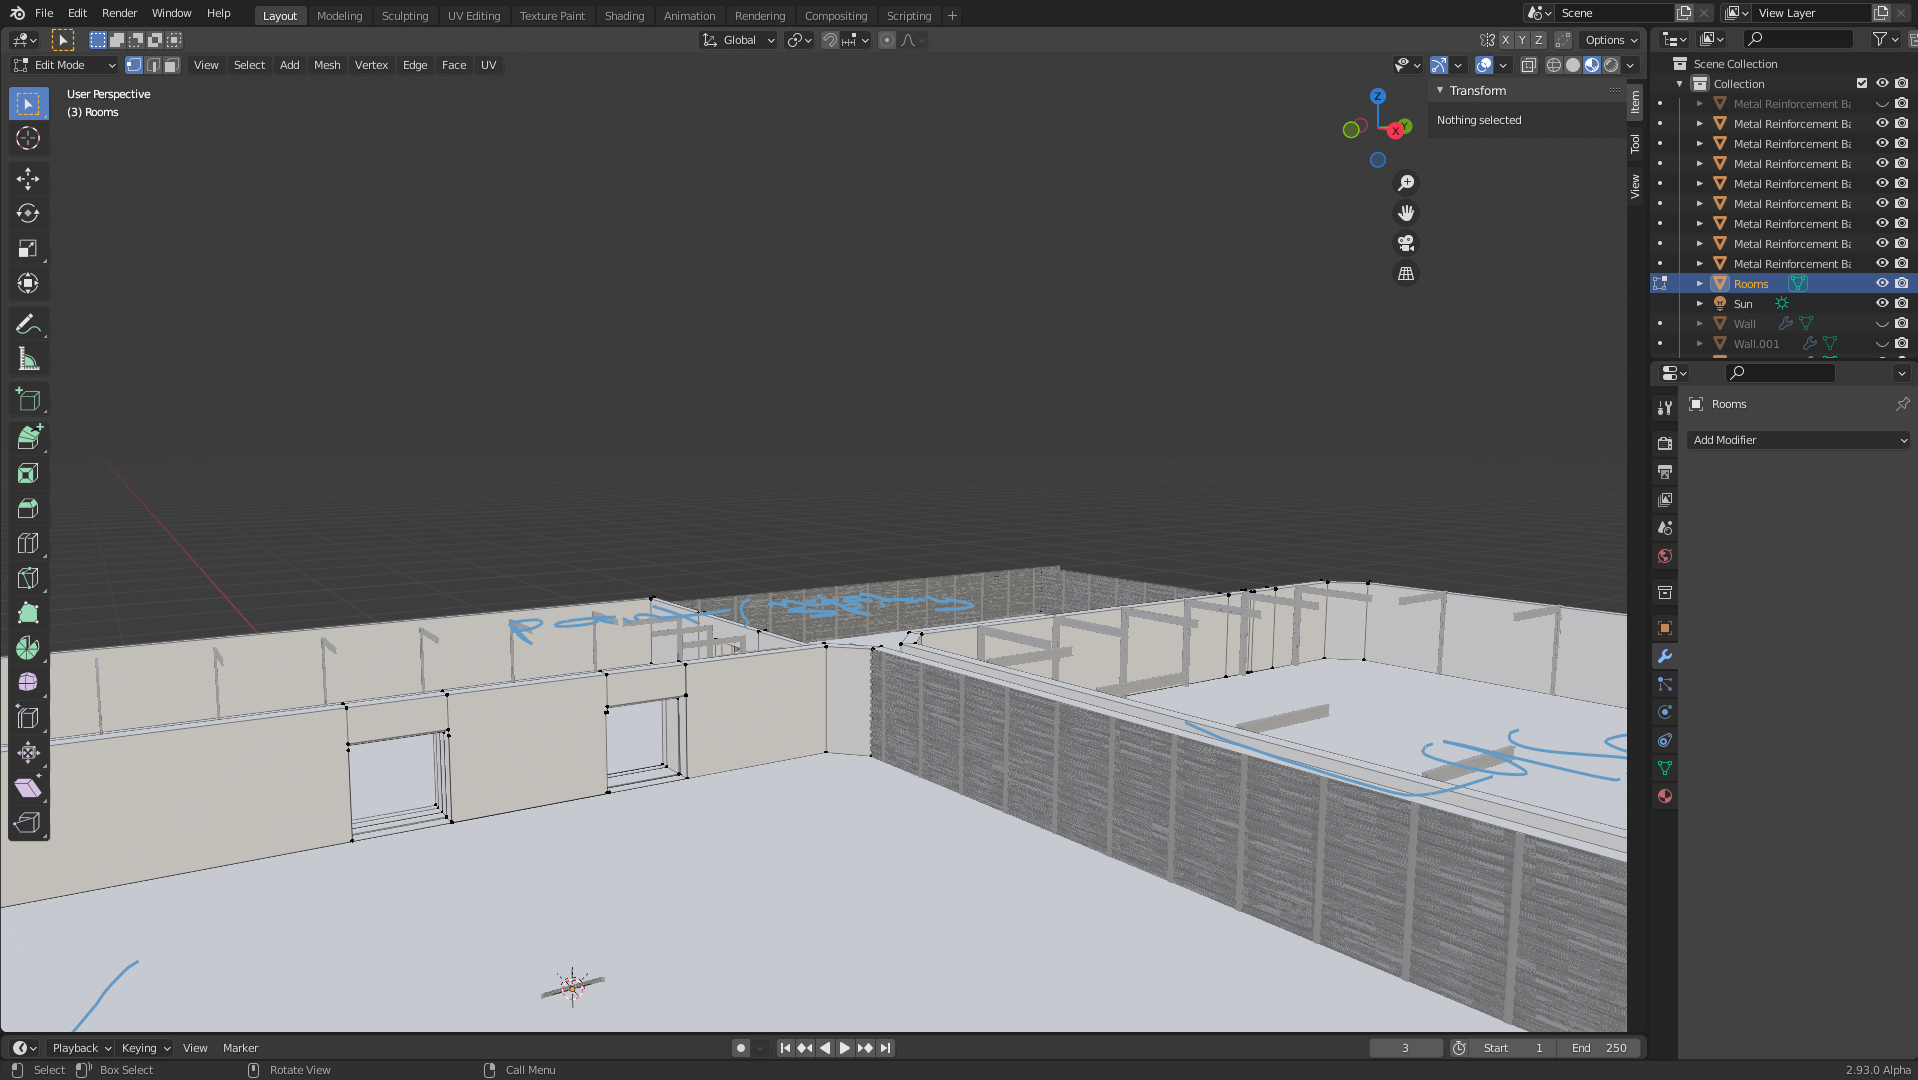 File Edit Render Window Help Layout Modeling Sculpting UV Editing Texture Paint Shading Animation Rendering Compositing Scripting + Scene View Layer
Global X Y Z Options
Edit Mode View Select Add Mesh Vertex Edge Face UV
User Perspective
(3) Rooms
Z
Y
X
Transform
Nothing selected
Item
Tool
View
Scene Collection
Collection
Metal Reinforcement Ba
Metal Reinforcement Ba
Metal Reinforcement Ba
Metal Reinforcement Ba
Metal Reinforcement Ba
Metal Reinforcement Ba
Metal Reinforcement Ba
Metal Reinforcement Ba
Metal Reinforcement Ba
Rooms
Sun
Wall
Wall.001
Rooms
Add Modifier
Playback Keying View Marker 3 Start 1 End 250
Select Box Select Rotate View Call Menu 2.93.0 Alpha